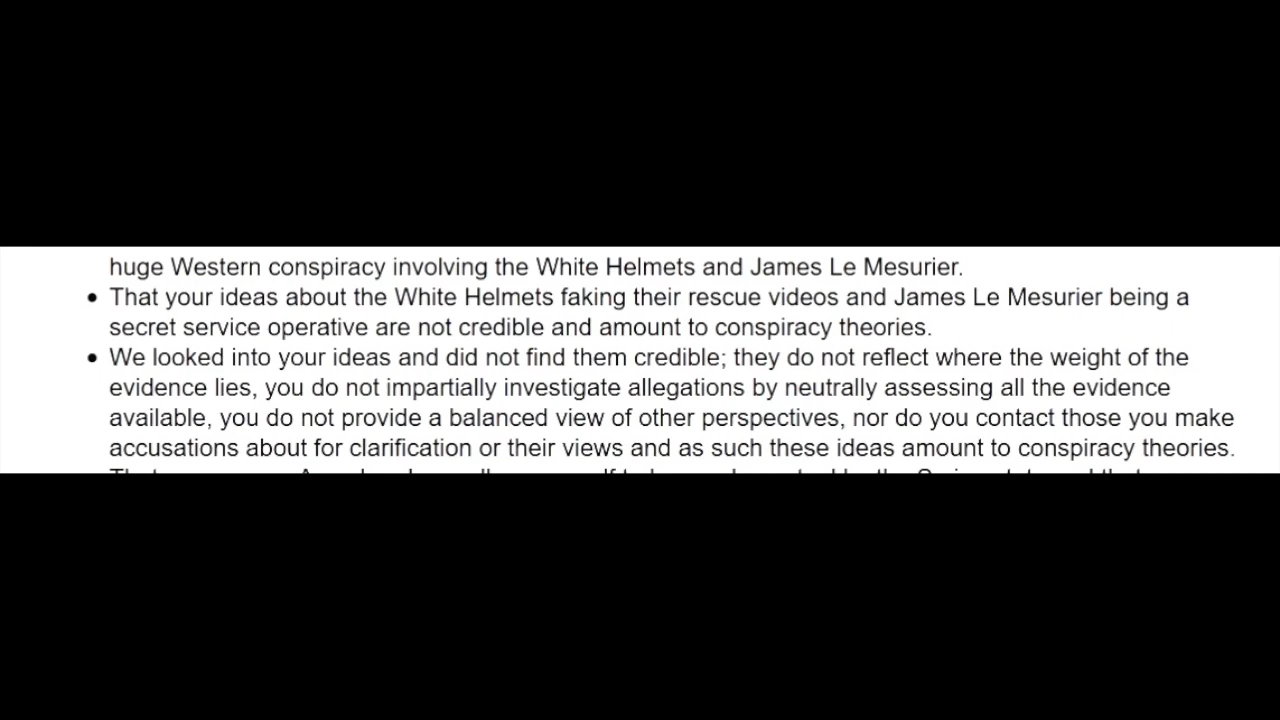 huge Western conspiracy involving the White Helmets and James Le Mesurier.
• That your ideas about the White Helmets faking their rescue videos and James Le Mesurier being a
secret service operative are not credible and amount to conspiracy theories.
• We looked into your ideas and did not find them credible; they do not reflect where the weight of the
evidence lies, you do not impartially investigate allegations by neutrally assessing all the evidence
available, you do not provide a balanced view of other perspectives, nor do you contact those you make
accusations about for clarification or their views and as such these ideas amount to conspiracy theories.